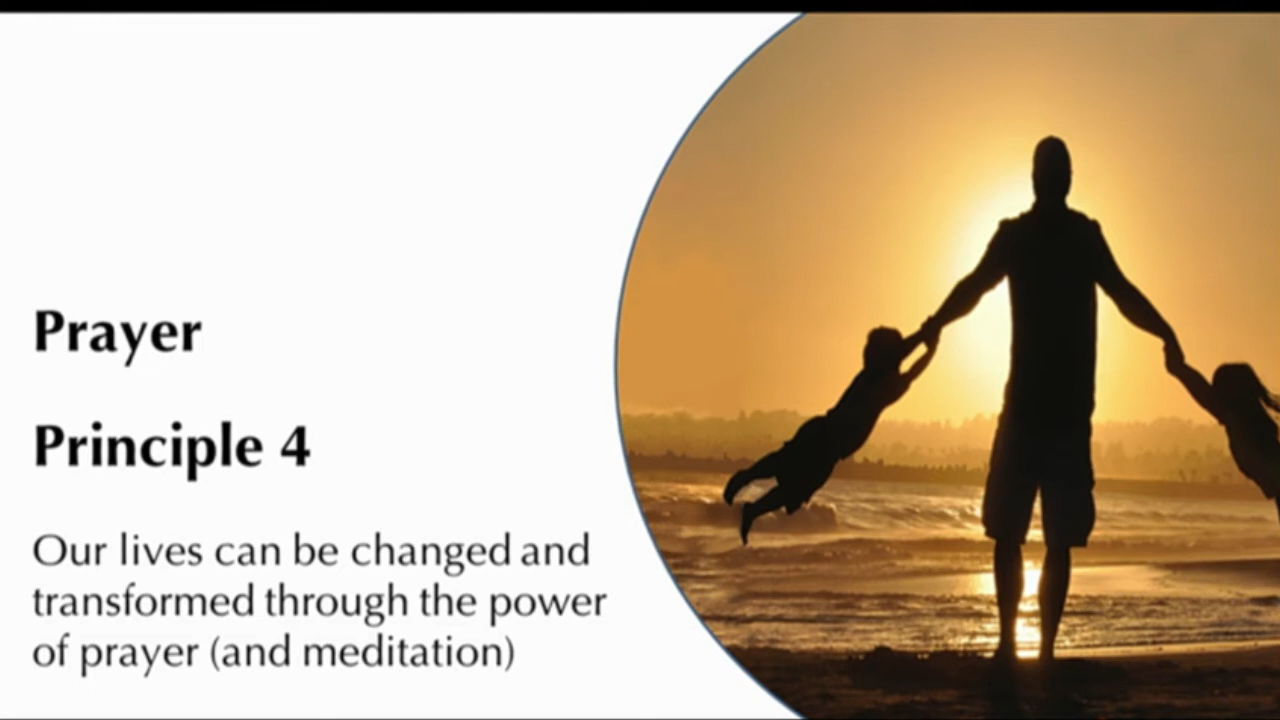 Prayer
Principle 4
Our lives can be changed and
transformed through the power
of prayer (and meditation)